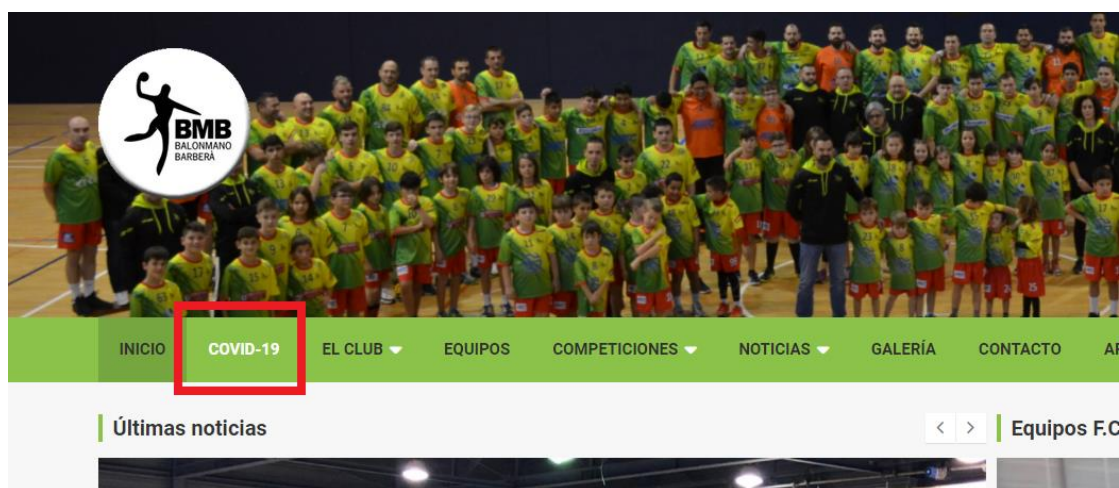 BMB
BALONMANO
BARBERÀ
INICIO COVID-19 EL CLUB EQUIPOS COMPETICIONES NOTICIAS GALERÍA CONTACTO
Últimas noticias
Equipos F.C